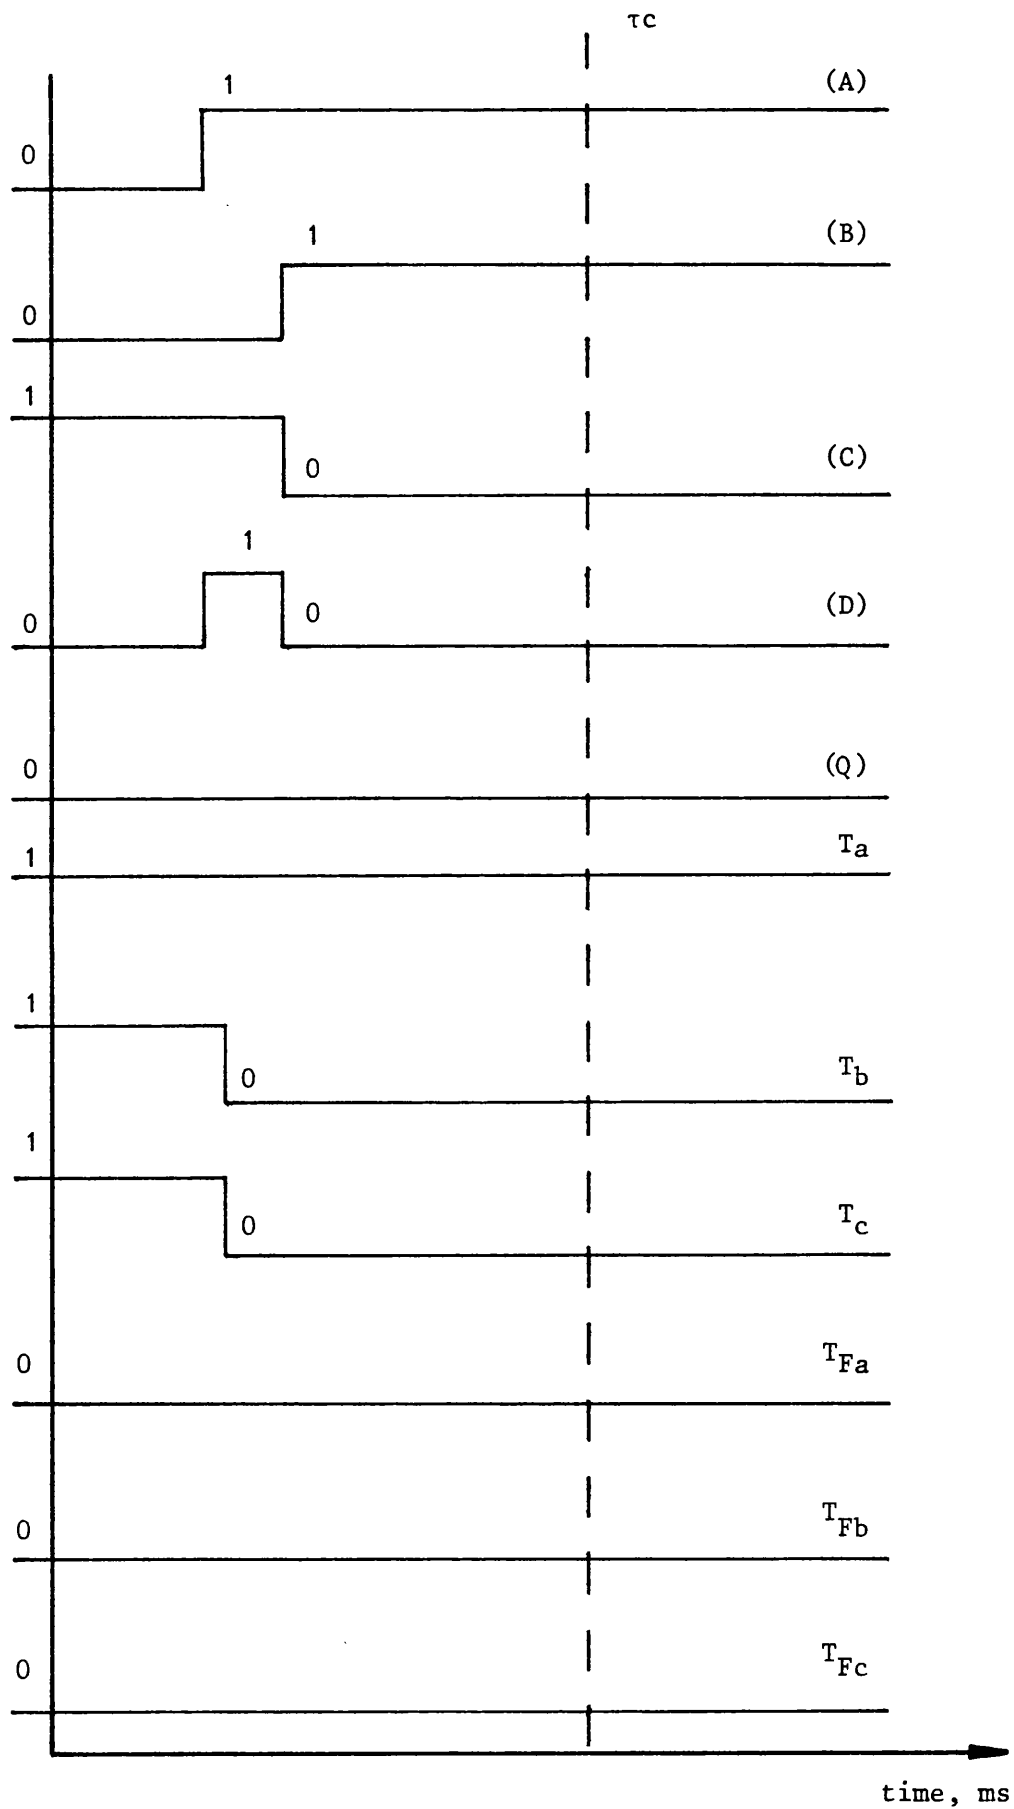 τc
1 (A)
0
1 (B)
0
1
0 (C)
1
0 0 (D)
0 (Q)
1 Ta
1
0 Tb
1
0 Tc
0 TFa
0 TFb
0 TFc
time, ms